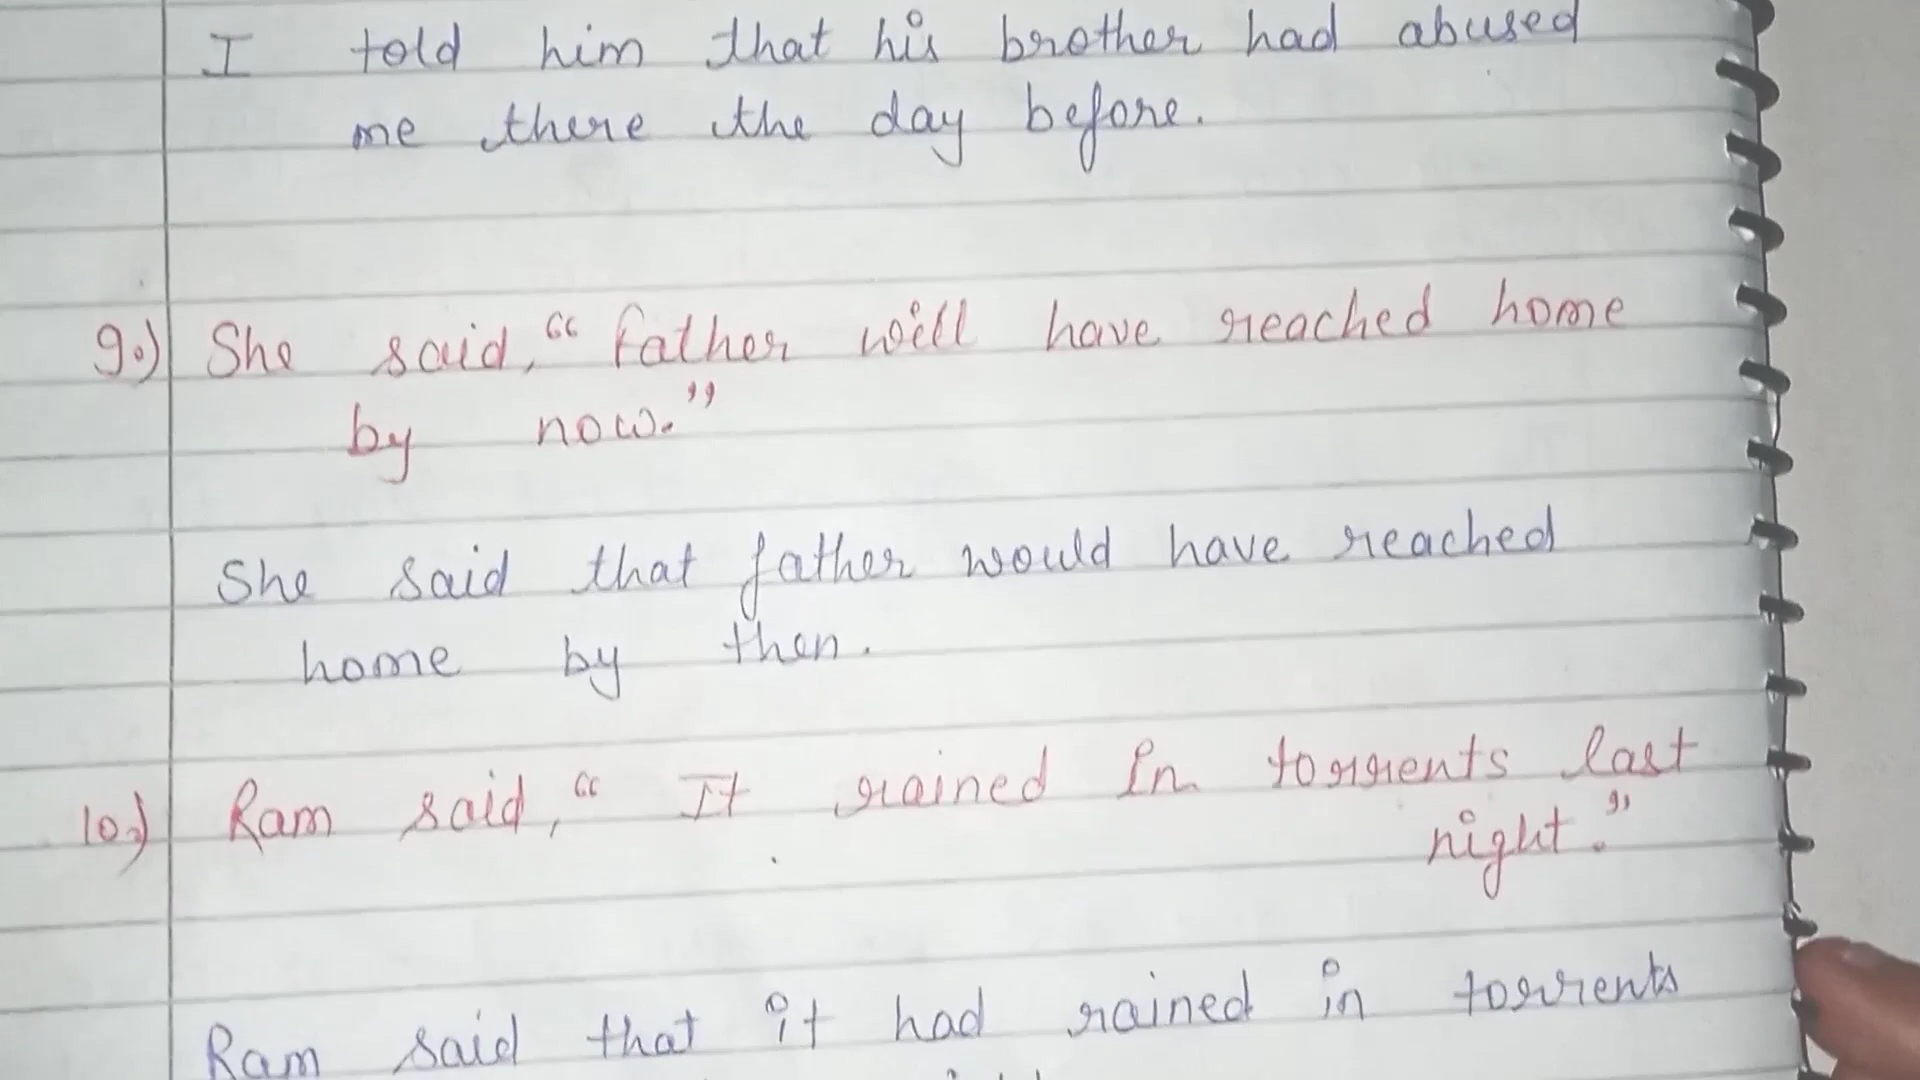 I told him that his brother had abused
me there the day before.
9.) She said, “father will have reached home
by now.”
She said that father would have reached
home by then.
10.) Ram said, “It rained in torrents last
night.”
Ram said that it had rained in torrents